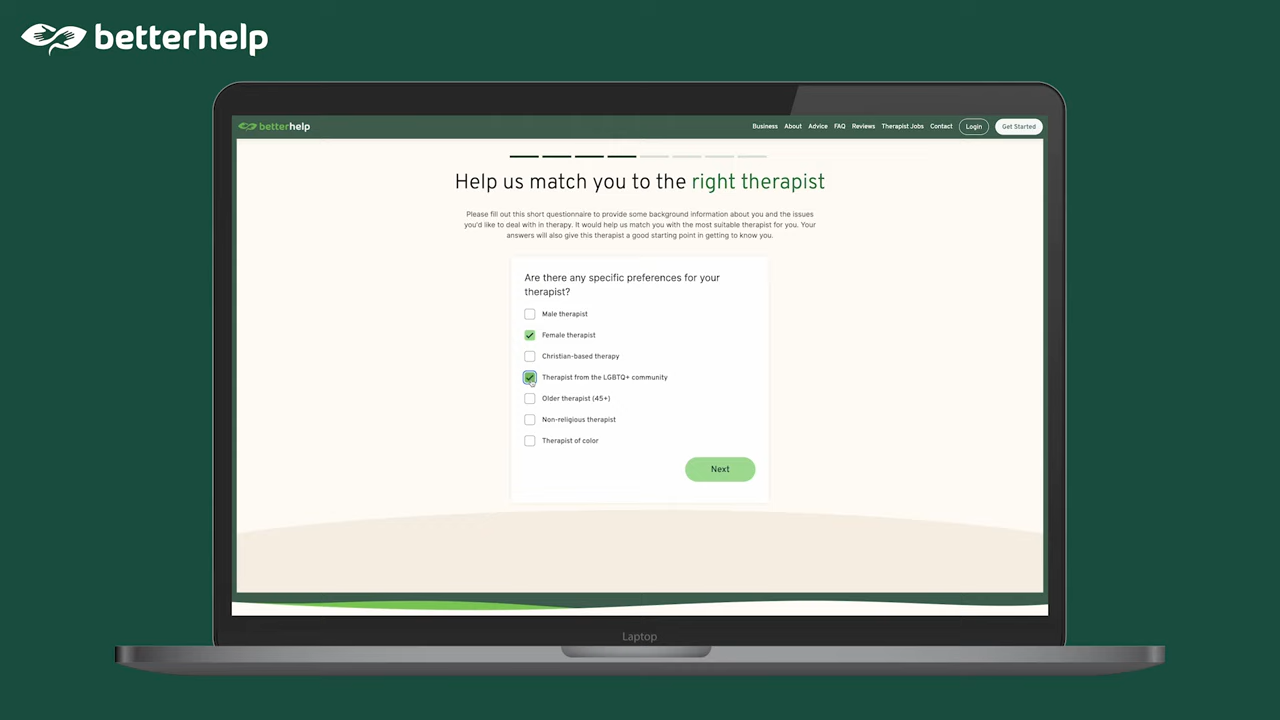 betterhelp
betterhelp
Business About Advice FAQ Reviews Therapist Jobs Contact Login Get Started
Help us match you to the right therapist
Please fill out this short questionnaire to provide some background information about you and the issues
you'd like to deal with in therapy. It would help us match you with the most suitable therapist for you. Your
answers will also give this therapist a good starting point in getting to know you.
Are there any specific preferences for your
therapist?
Male therapist
Female therapist
Christian-based therapy
Therapist from the LGBTQ+ community
Older therapist (45+)
Non-religious therapist
Therapist of color
Next
Laptop